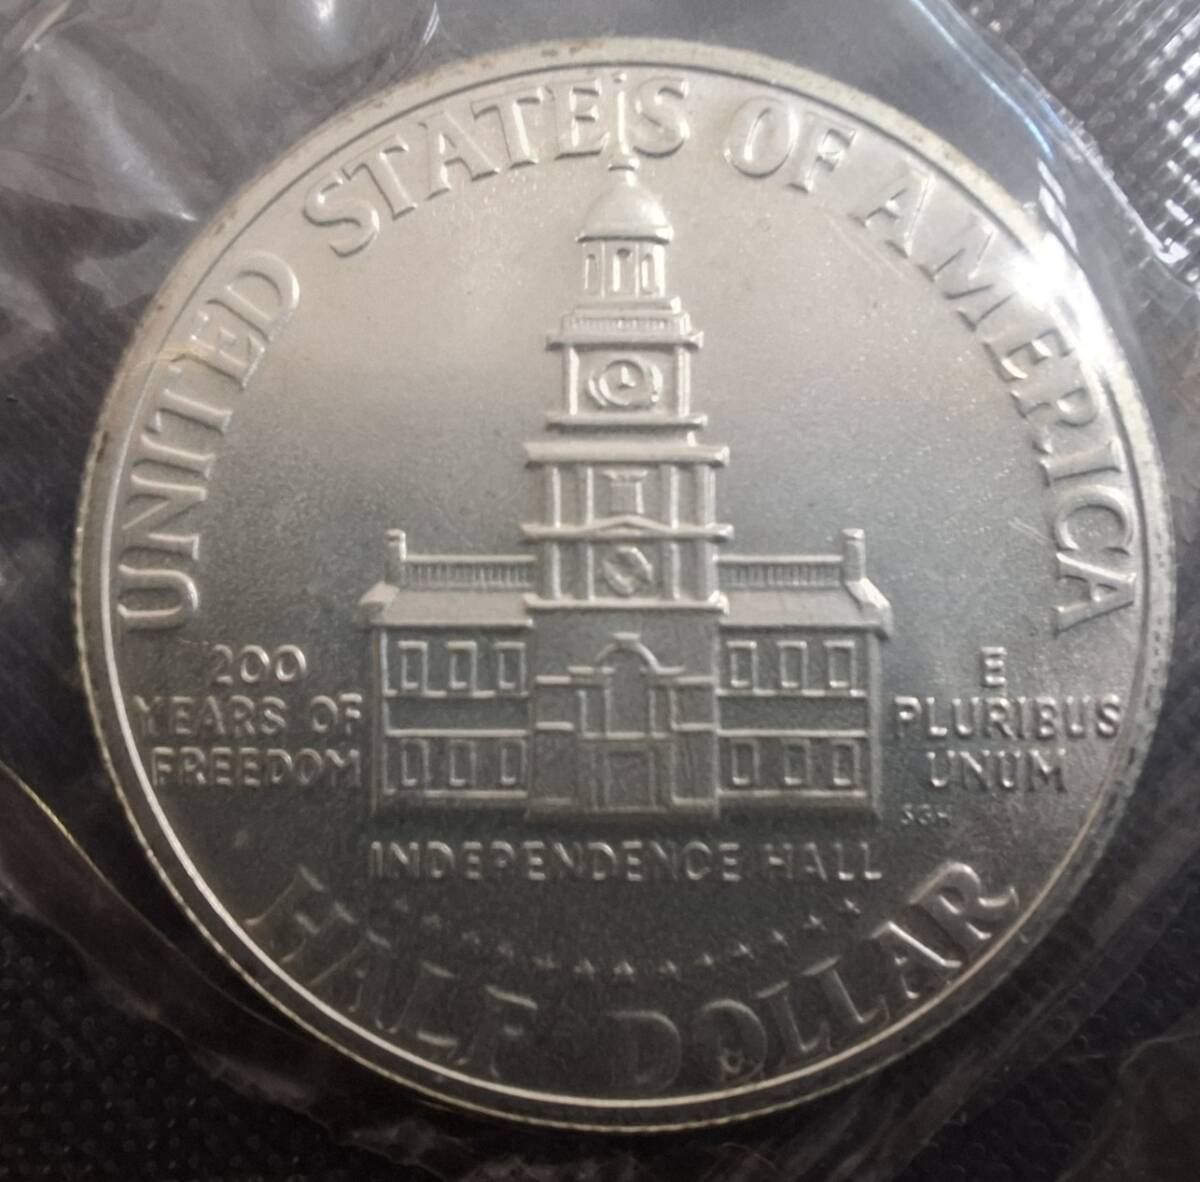 UNITED STATES OF AMERICA
200
YEARS OF
FREEDOM
E
PLURIBUS
UNUM
SGH
INDEPENDENCE HALL
HALF DOLLAR